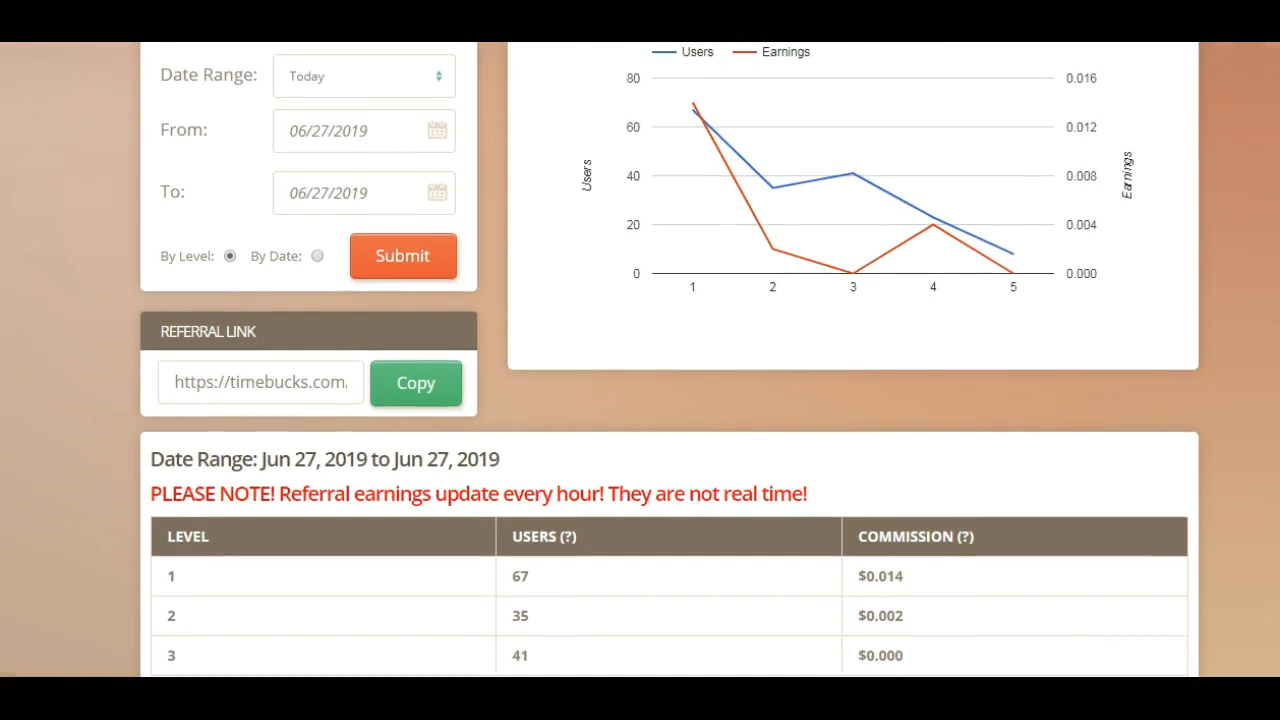 Date Range: Today
From: 06/27/2019
To: 06/27/2019
By Level: By Date: Submit
REFERRAL LINK
https://timebucks.com. Copy
Users Earnings
80 0.016
60 0.012
40 0.008
20 0.004
0 0.000
Users
Earnings
1 2 3 4 5
Date Range: Jun 27, 2019 to Jun 27, 2019
PLEASE NOTE! Referral earnings update every hour! They are not real time!
LEVEL USERS (?) COMMISSION (?)
1 67 $0.014
2 35 $0.002
3 41 $0.000